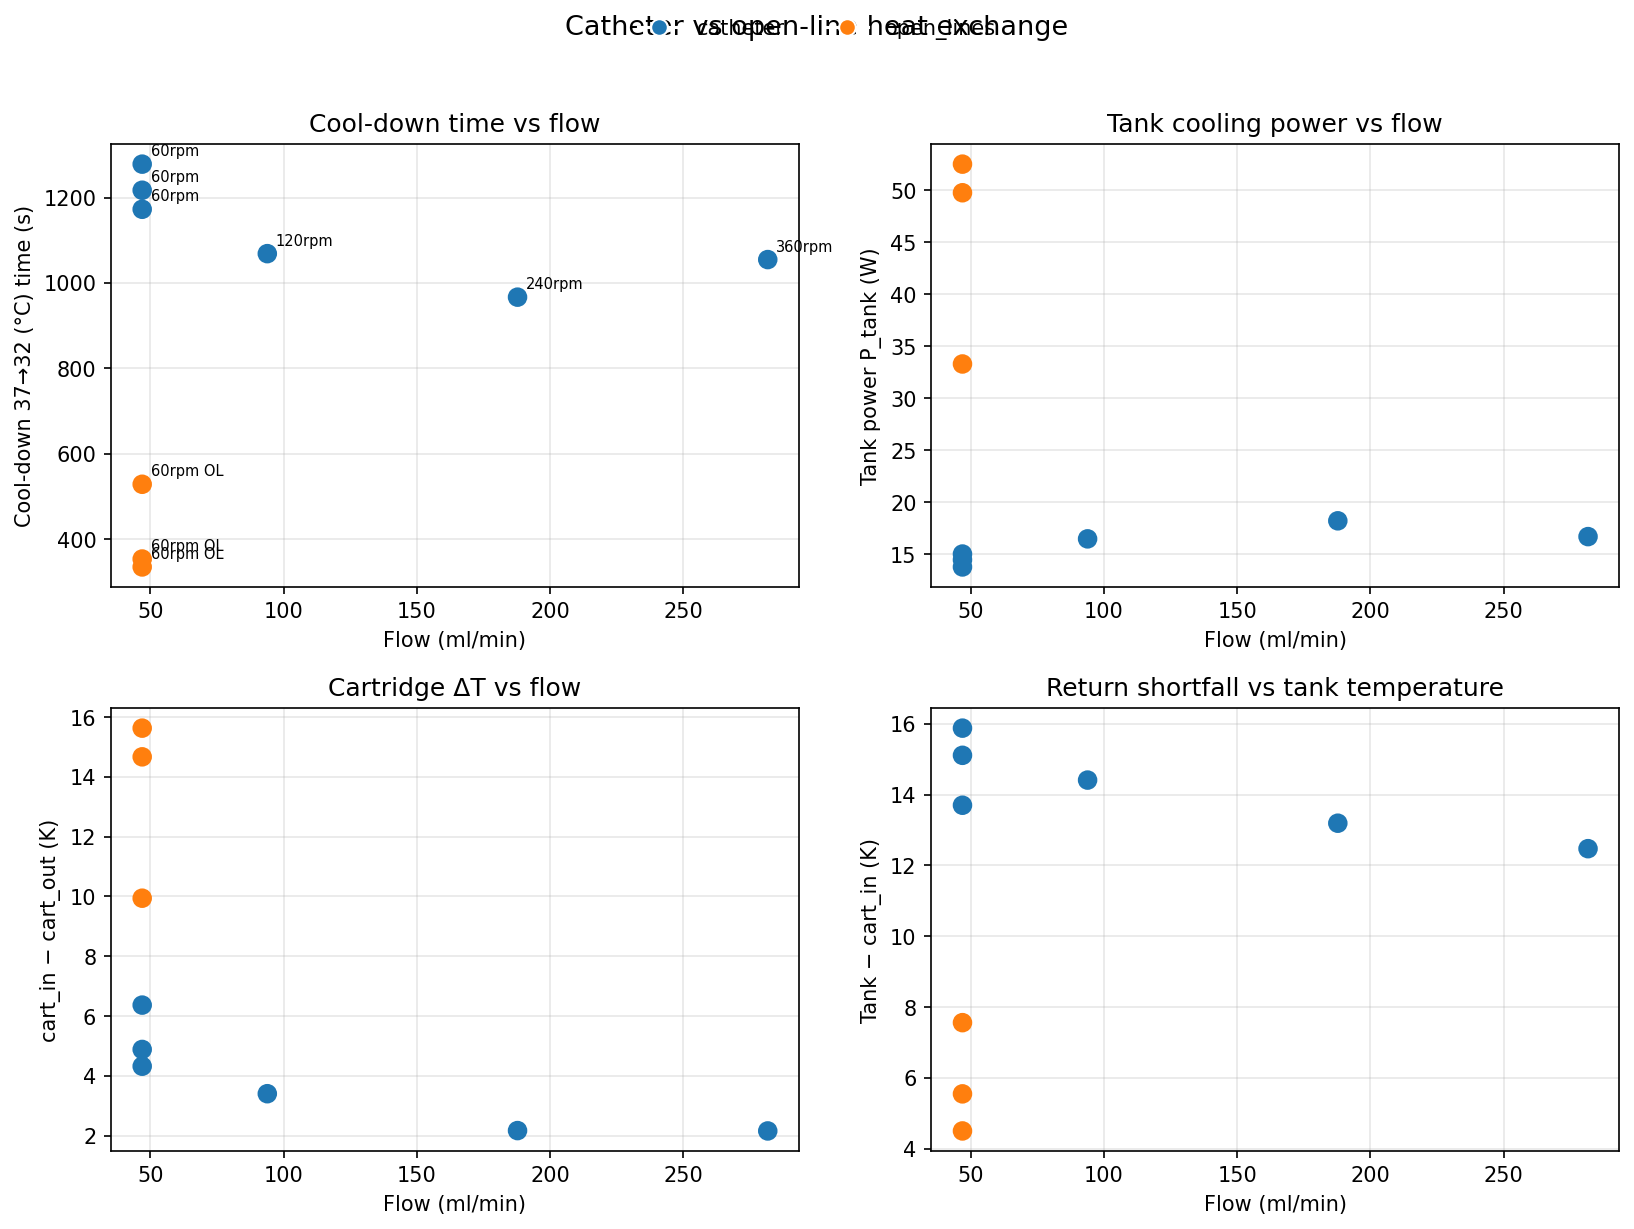 Catheter vs open-line heat exchange
catheter open_lines
Cool-down time vs flow
Cool-down 37→32 (°C) time (s)
1200
1000
800
600
400
60rpm
60rpm
60rpm
120rpm
240rpm
360rpm
60rpm OL
60rpm OL
60rpm OL
50 100 150 200 250
Flow (ml/min)
Tank cooling power vs flow
Tank power P_tank (W)
50
45
40
35
30
25
20
15
50 100 150 200 250
Flow (ml/min)
Cartridge ΔT vs flow
cart_in − cart_out (K)
16
14
12
10
8
6
4
2
50 100 150 200 250
Flow (ml/min)
Return shortfall vs tank temperature
Tank − cart_in (K)
16
14
12
10
8
6
4
50 100 150 200 250
Flow (ml/min)